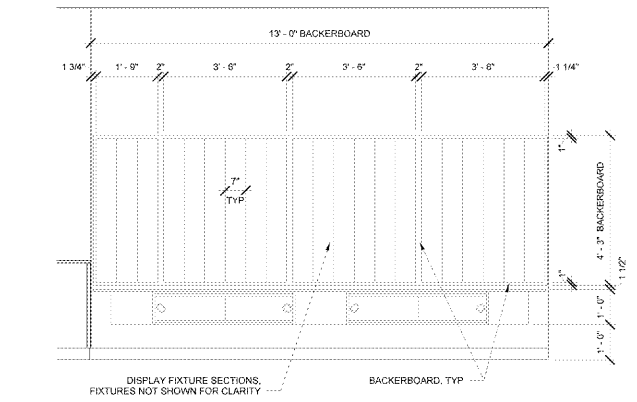 13' - 0" BACKERBOARD
1 3/4"
1' - 9"
2"
3' - 6"
2"
3' - 6"
2"
3' - 6"
1 1/4"
1"
7"
TYP
4' - 3" BACKERBOARD
1"
1 1/2"
1' - 0"
1' - 0"
DISPLAY FIXTURE SECTIONS,
FIXTURES NOT SHOWN FOR CLARITY
BACKERBOARD, TYP